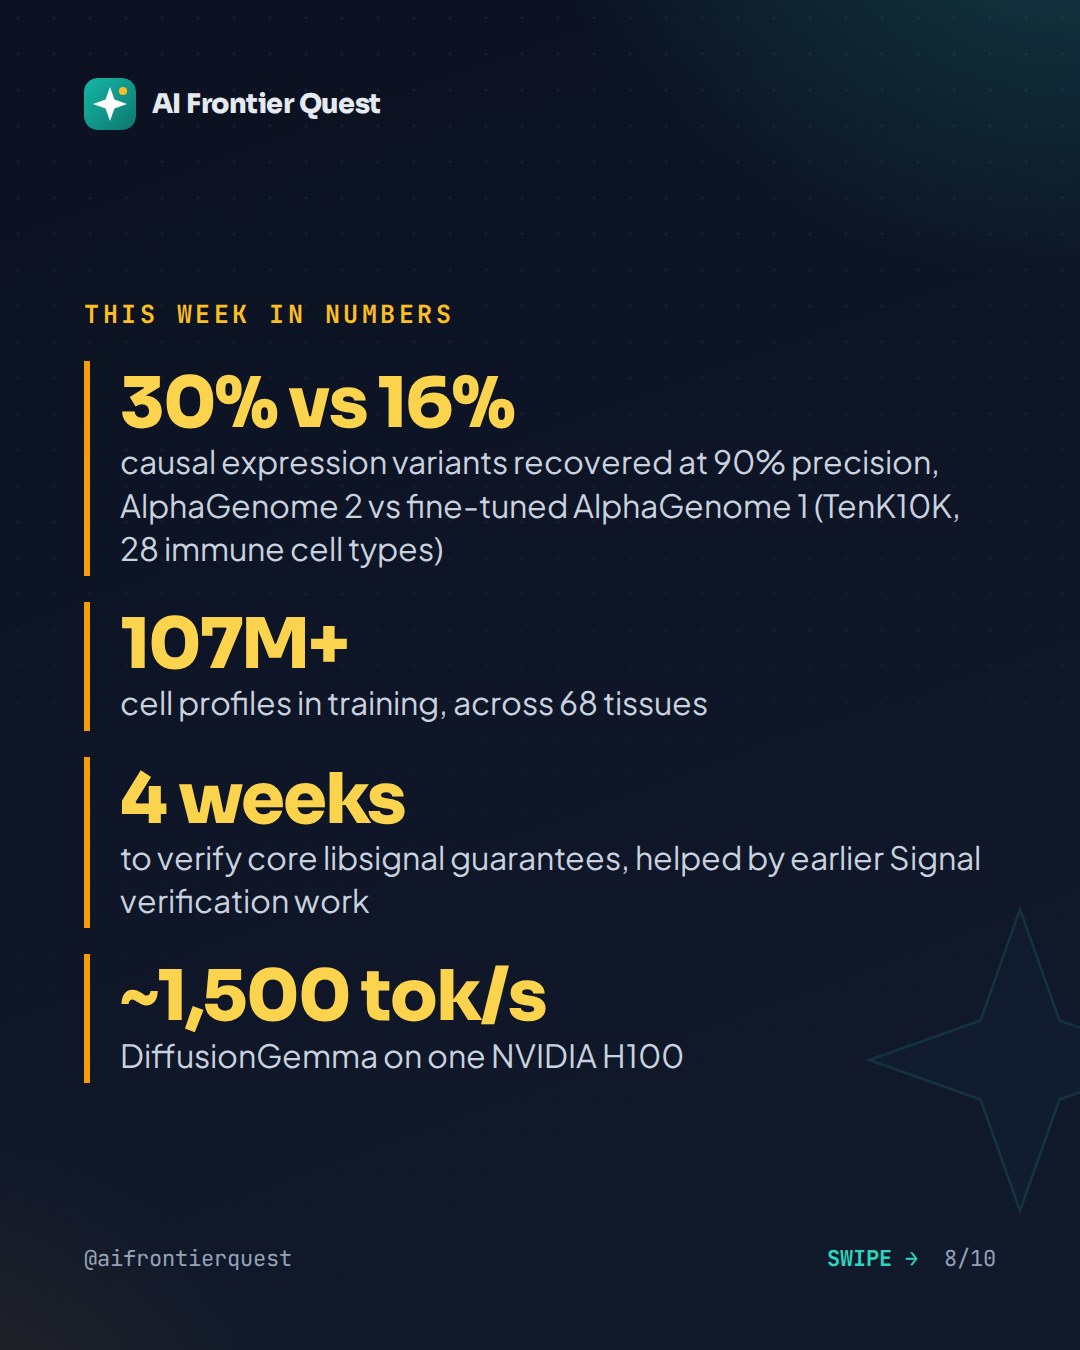 AI Frontier Quest
THIS WEEK IN NUMBERS
30% vs 16%
causal expression variants recovered at 90% precision,
AlphaGenome 2 vs fine-tuned AlphaGenome 1 (TenK10K,
28 immune cell types)
107M+
cell profiles in training, across 68 tissues
4 weeks
to verify core libsignal guarantees, helped by earlier Signal
verification work
~1,500 tok/s
DiffusionGemma on one NVIDIA H100
@aifrontierquest
SWIPE → 8/10